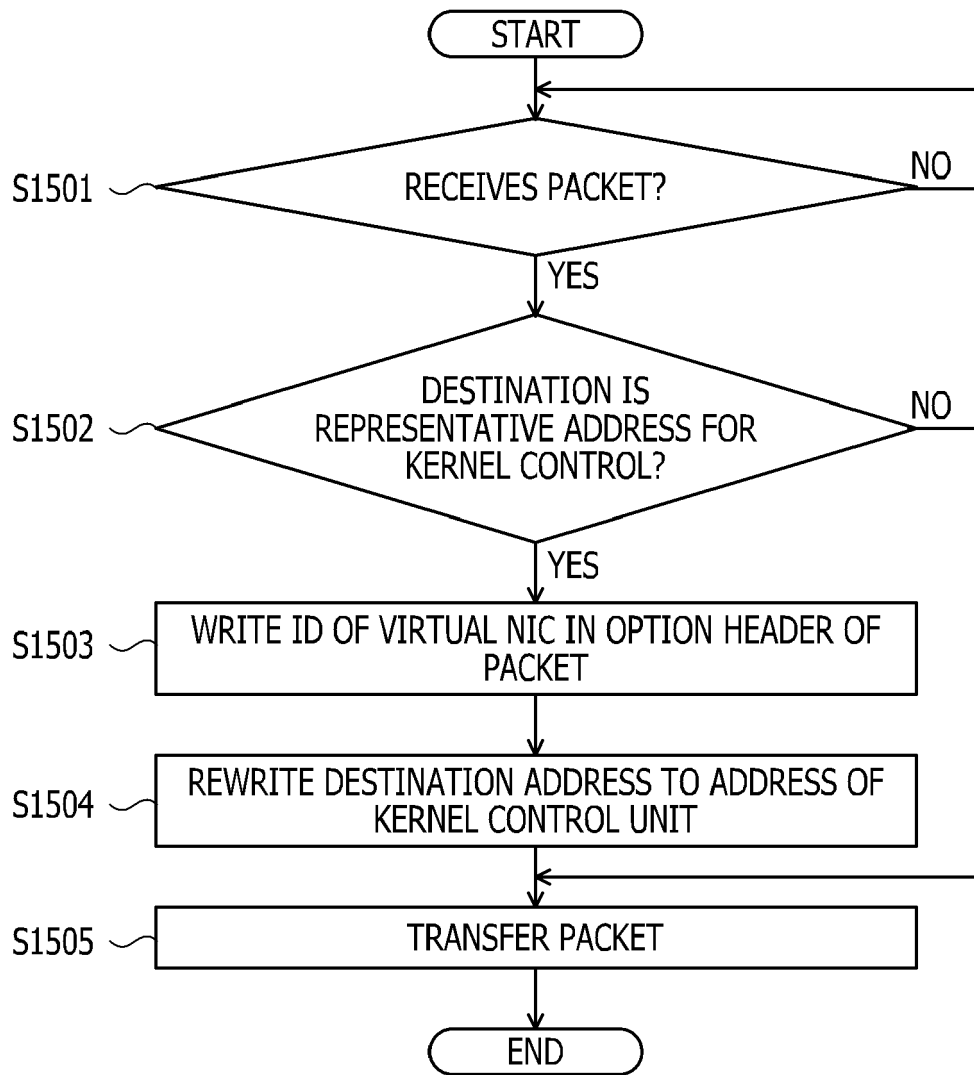 START
S1501
RECEIVES PACKET?
NO
YES
S1502
DESTINATION IS
REPRESENTATIVE ADDRESS FOR
KERNEL CONTROL?
NO
YES
S1503
WRITE ID OF VIRTUAL NIC IN OPTION HEADER OF
PACKET
S1504
REWRITE DESTINATION ADDRESS TO ADDRESS OF
KERNEL CONTROL UNIT
S1505
TRANSFER PACKET
END